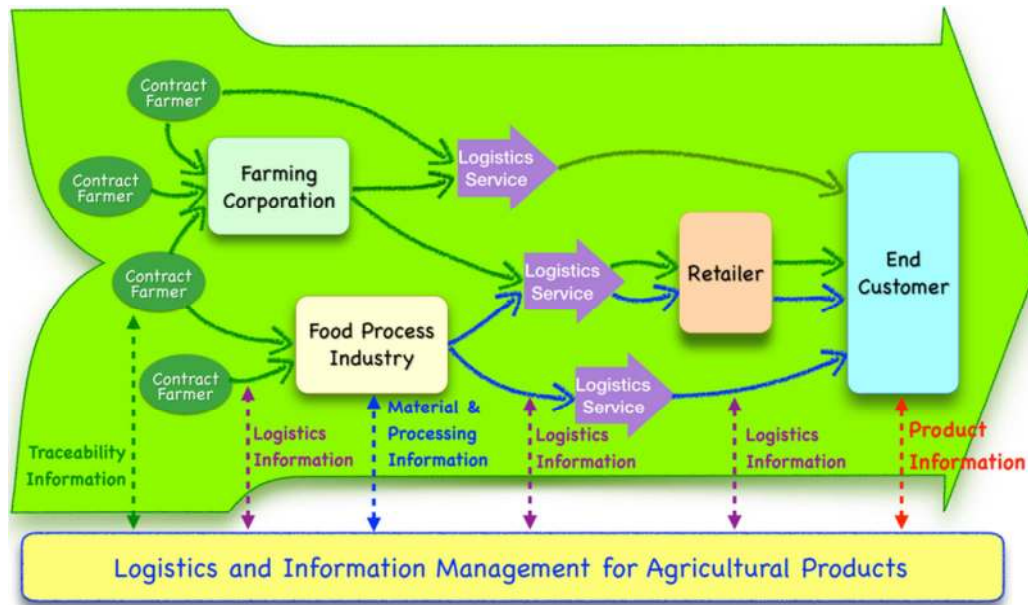 Contract
Farmer
Contract
Farmer
Contract
Farmer
Contract
Farmer
Farming
Corporation
Food Process
Industry
Logistics
Service
Logistics
Service
Logistics
Service
Retailer
End
Customer
Traceability
Information
Logistics
Information
Material &
Processing
Information
Logistics
Information
Logistics
Information
Product
Information
Logistics and Information Management for Agricultural Products